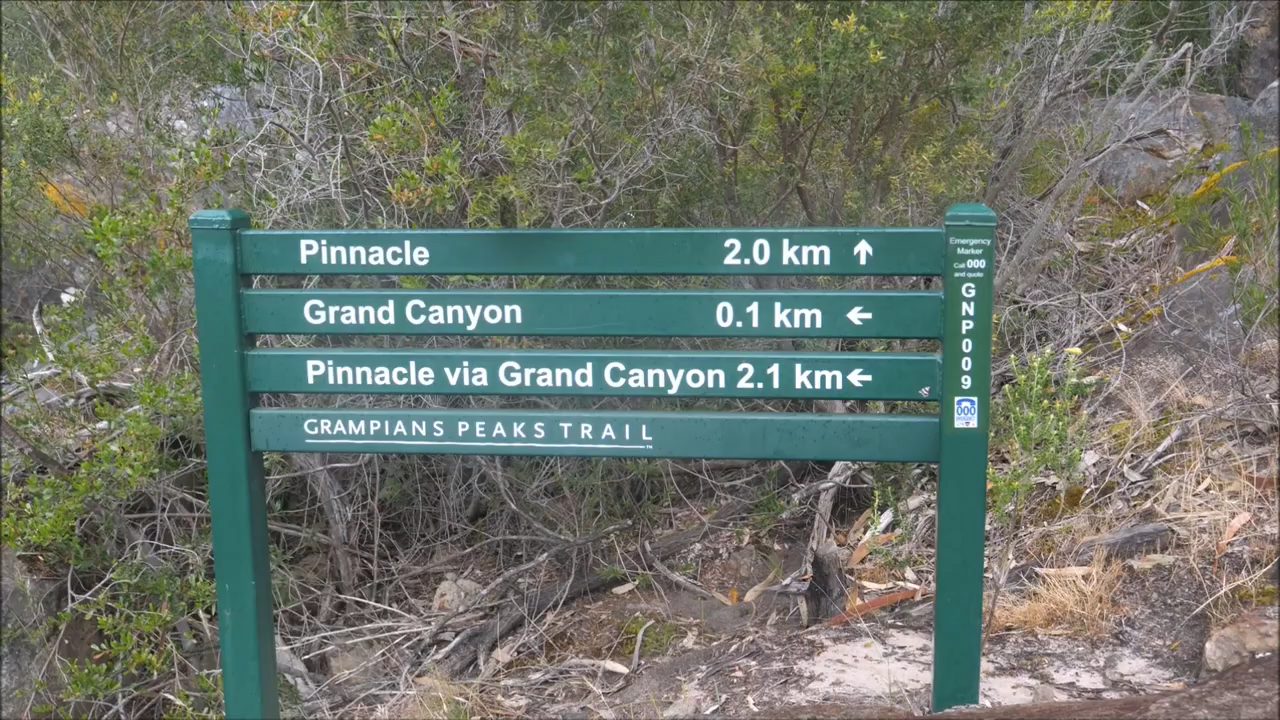 Pinnacle 2.0 km ↑
Grand Canyon 0.1 km ←
Pinnacle via Grand Canyon 2.1 km ←
GRAMPIANS PEAKS TRAIL
Emergency
Marker
Call 000
and quote
GNP009
000